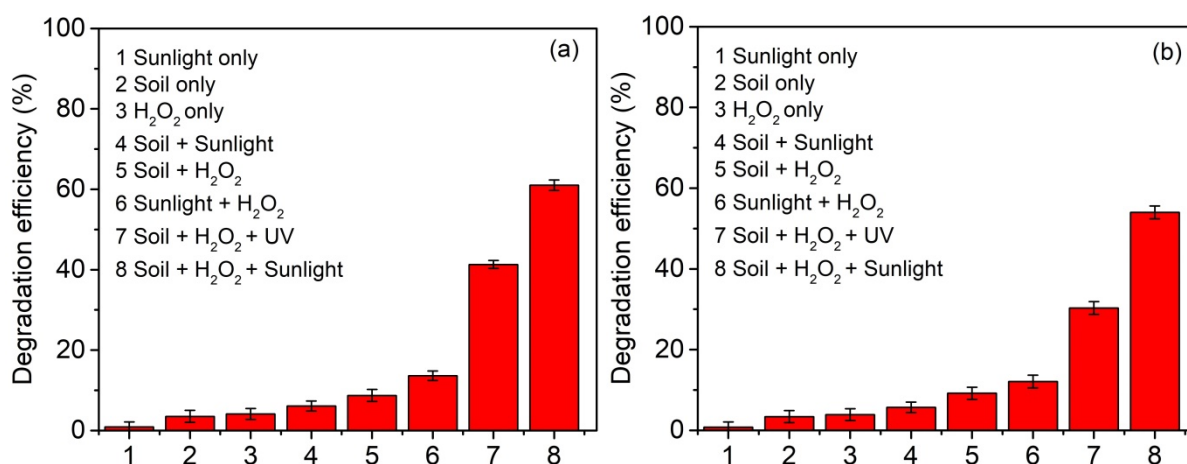 Degradation efficiency (%)
100
80
60
40
20
0
(a)
1 Sunlight only
2 Soil only
3 H₂O₂ only
4 Soil + Sunlight
5 Soil + H₂O₂
6 Sunlight + H₂O₂
7 Soil + H₂O₂ + UV
8 Soil + H₂O₂ + Sunlight
1 2 3 4 5 6 7 8
Degradation efficiency (%)
100
80
60
40
20
0
(b)
1 Sunlight only
2 Soil only
3 H₂O₂ only
4 Soil + Sunlight
5 Soil + H₂O₂
6 Sunlight + H₂O₂
7 Soil + H₂O₂ + UV
8 Soil + H₂O₂ + Sunlight
1 2 3 4 5 6 7 8